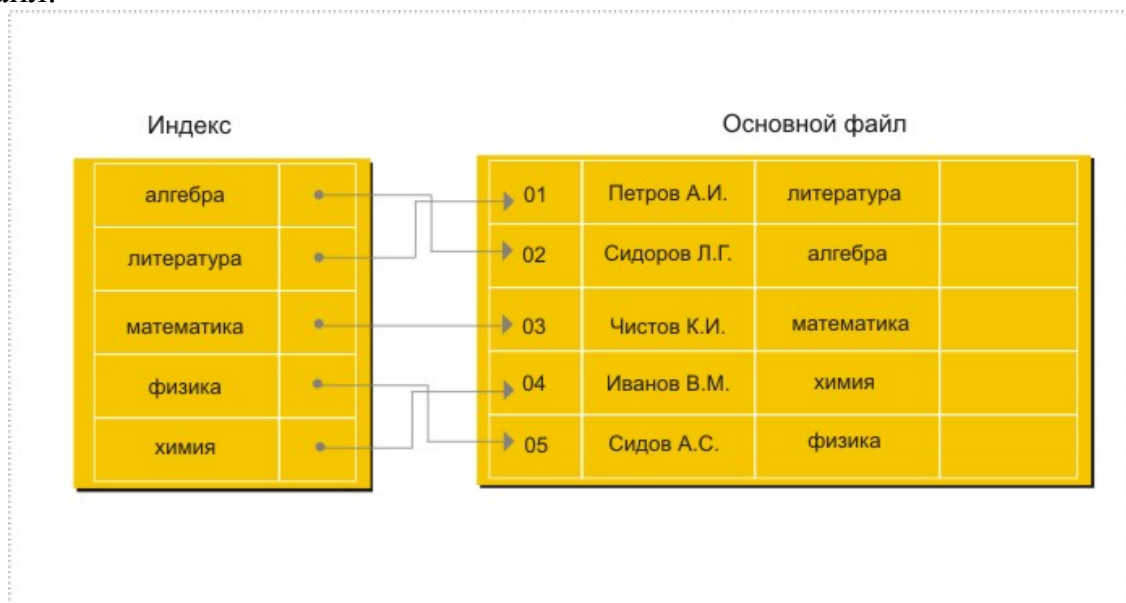 Индекс
Основной файл
алгебра
литература
математика
физика
химия
01 Петров А.И. литература
02 Сидоров Л.Г. алгебра
03 Чистов К.И. математика
04 Иванов В.М. химия
05 Сидов А.С. физика